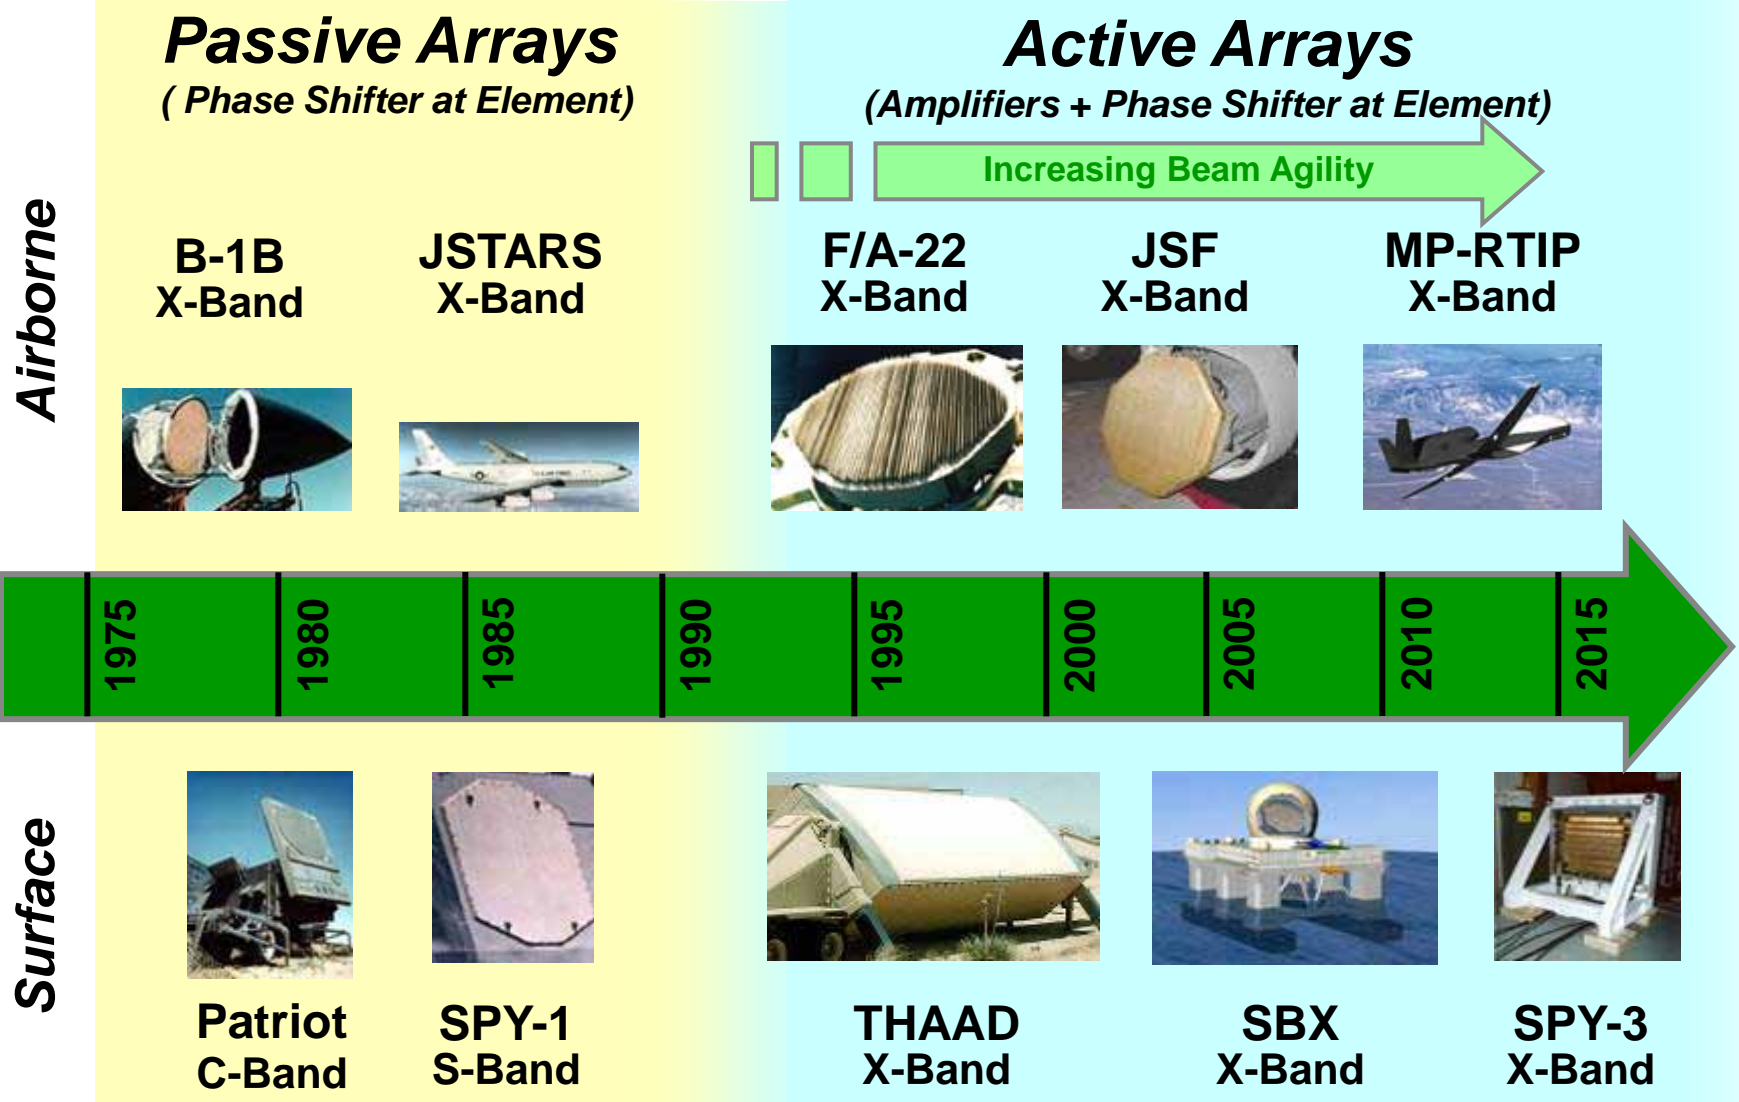 Passive Arrays
( Phase Shifter at Element)
Active Arrays
(Amplifiers + Phase Shifter at Element)
Increasing Beam Agility
Airborne
B-1B
X-Band
JSTARS
X-Band
F/A-22
X-Band
JSF
X-Band
MP-RTIP
X-Band
1975
1980
1985
1990
1995
2000
2005
2010
2015
Surface
Patriot
C-Band
SPY-1
S-Band
THAAD
X-Band
SBX
X-Band
SPY-3
X-Band